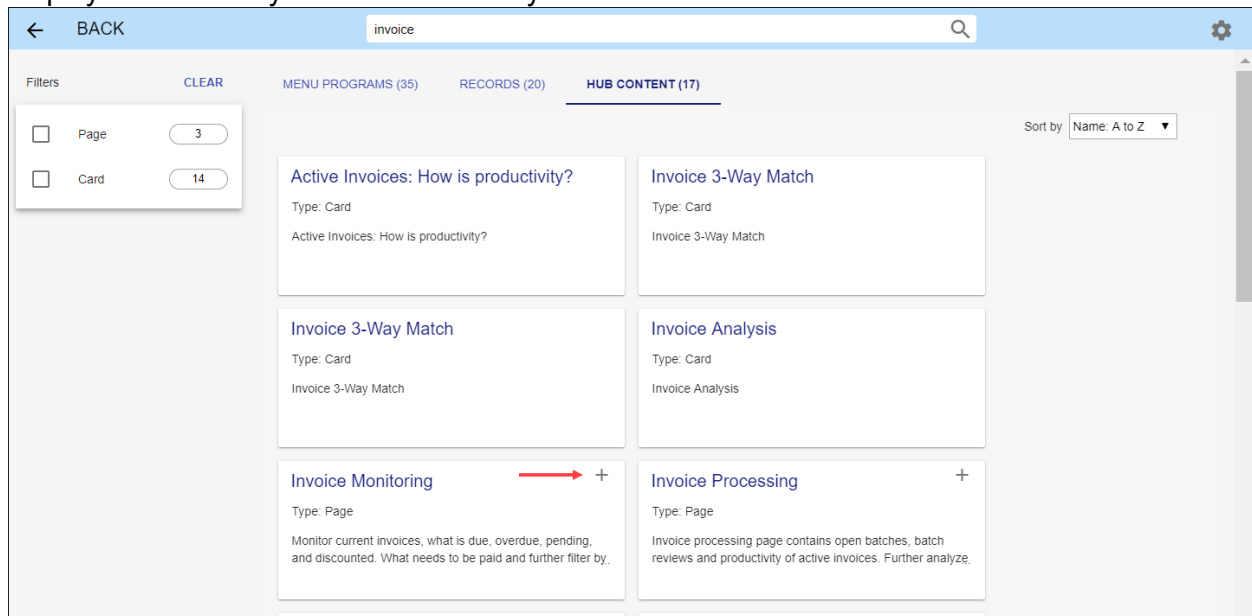 BACK
invoice
Filters
CLEAR
MENU PROGRAMS (35)
RECORDS (20)
HUB CONTENT (17)
Page
3
Sort by
Name: A to Z
Card
14
Active Invoices: How is productivity?
Type: Card
Active Invoices: How is productivity?
Invoice 3-Way Match
Type: Card
Invoice 3-Way Match
Invoice 3-Way Match
Type: Card
Invoice 3-Way Match
Invoice Analysis
Type: Card
Invoice Analysis
Invoice Monitoring
Type: Page
Monitor current invoices, what is due, overdue, pending,
and discounted. What needs to be paid and further filter by..
Invoice Processing
Type: Page
Invoice processing page contains open batches, batch
reviews and productivity of active invoices. Further analyze.